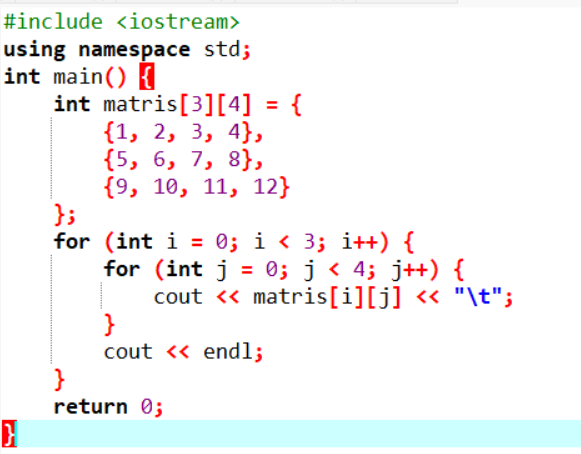 #include <iostream>
using namespace std;
int main() {
    int matris[3][4] = {
        {1, 2, 3, 4},
        {5, 6, 7, 8},
        {9, 10, 11, 12}
    };
    for (int i = 0; i < 3; i++) {
        for (int j = 0; j < 4; j++) {
            cout << matris[i][j] << "\t";
        }
        cout << endl;
    }
    return 0;
}